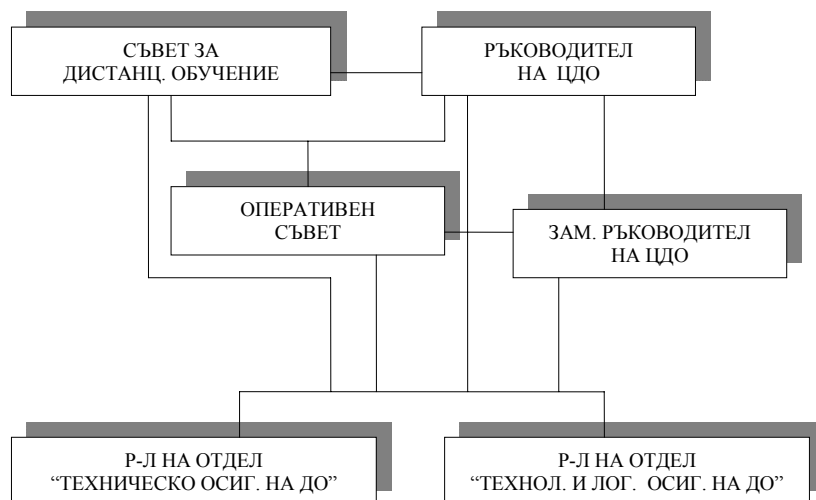 СЪВЕТ ЗА
ДИСТАНЦ. ОБУЧЕНИЕ
РЪКОВОДИТЕЛ
НА ЦДО
ОПЕРАТИВЕН
СЪВЕТ
ЗАМ. РЪКОВОДИТЕЛ
НА ЦДО
Р-Л НА ОТДЕЛ
“ТЕХНИЧЕСКО ОСИГ. НА ДО”
Р-Л НА ОТДЕЛ
“ТЕХНОЛ. И ЛОГ. ОСИГ. НА ДО”